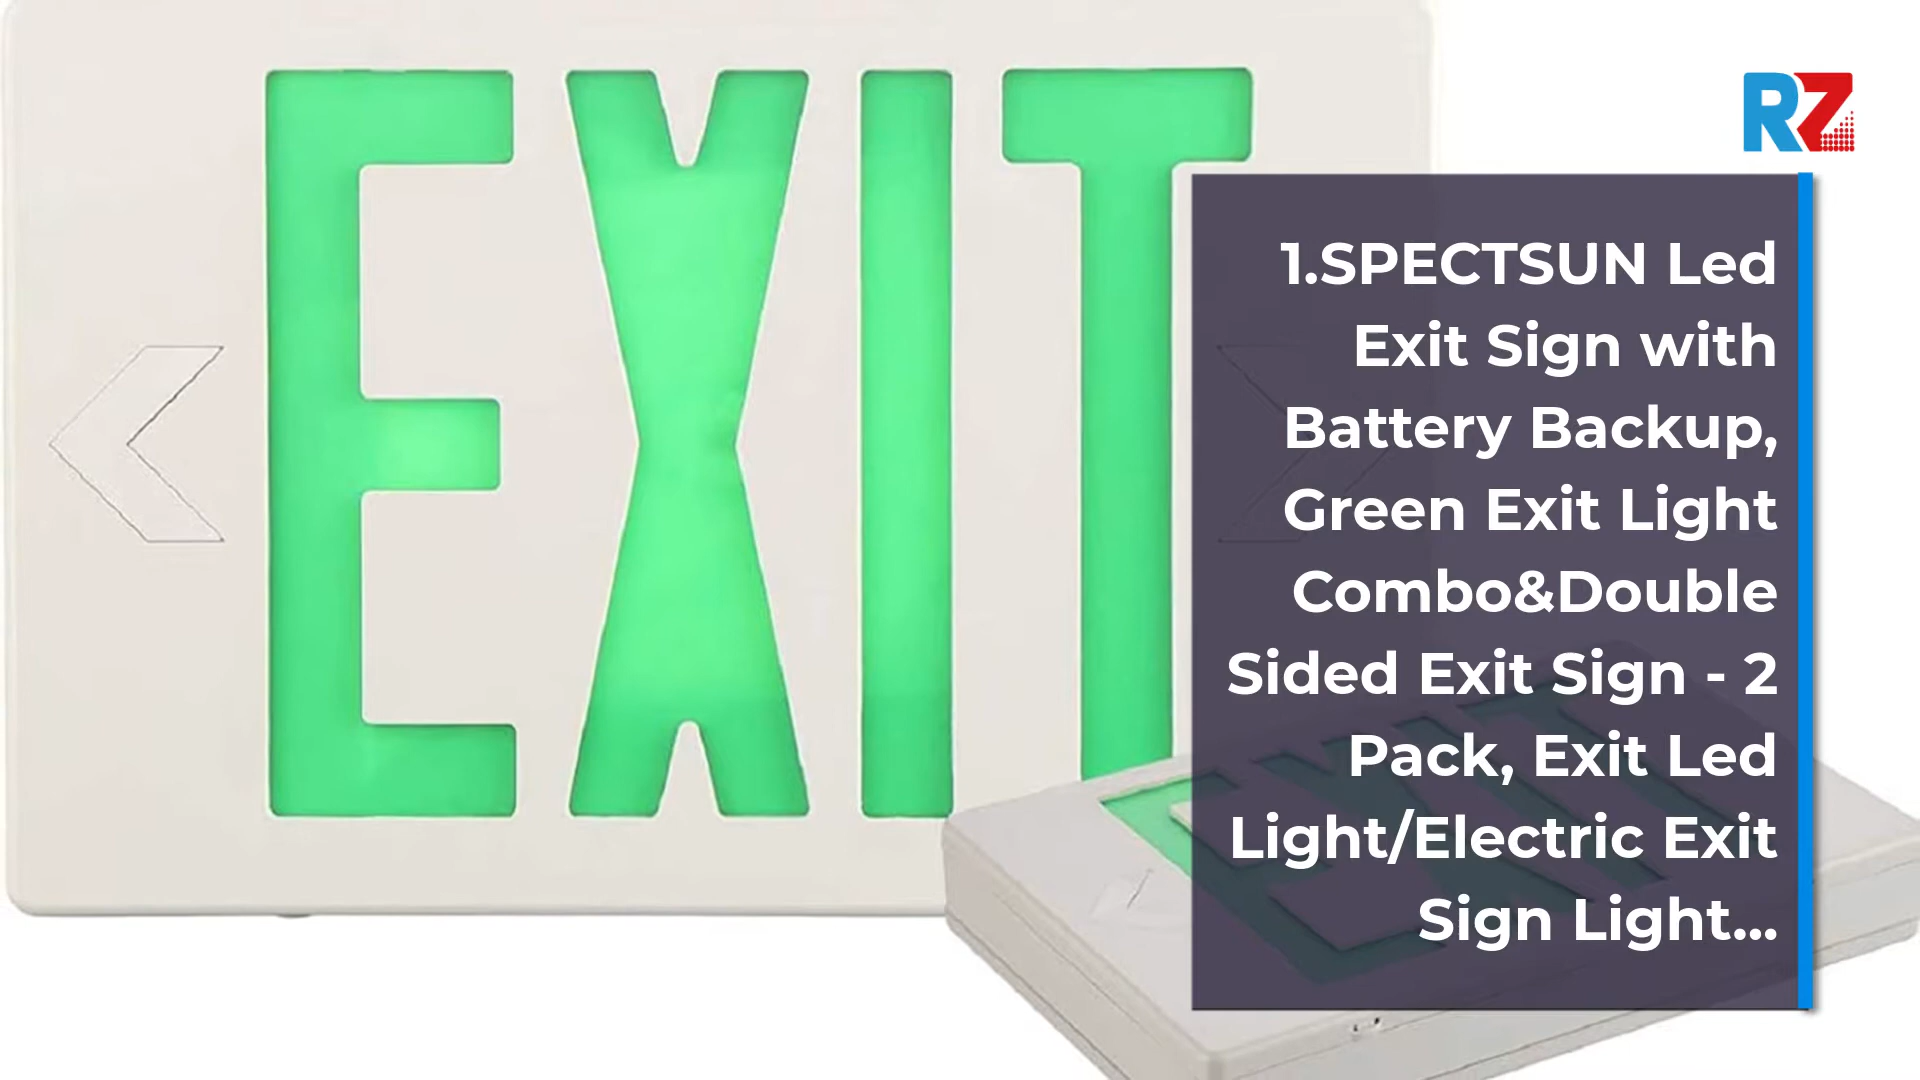 EXIT
RZ
1.SPECTSUN Led
Exit Sign with
Battery Backup,
Green Exit Light
Combo&Double
Sided Exit Sign - 2
Pack, Exit Led
Light/Electric Exit
Sign Light...
EXIT